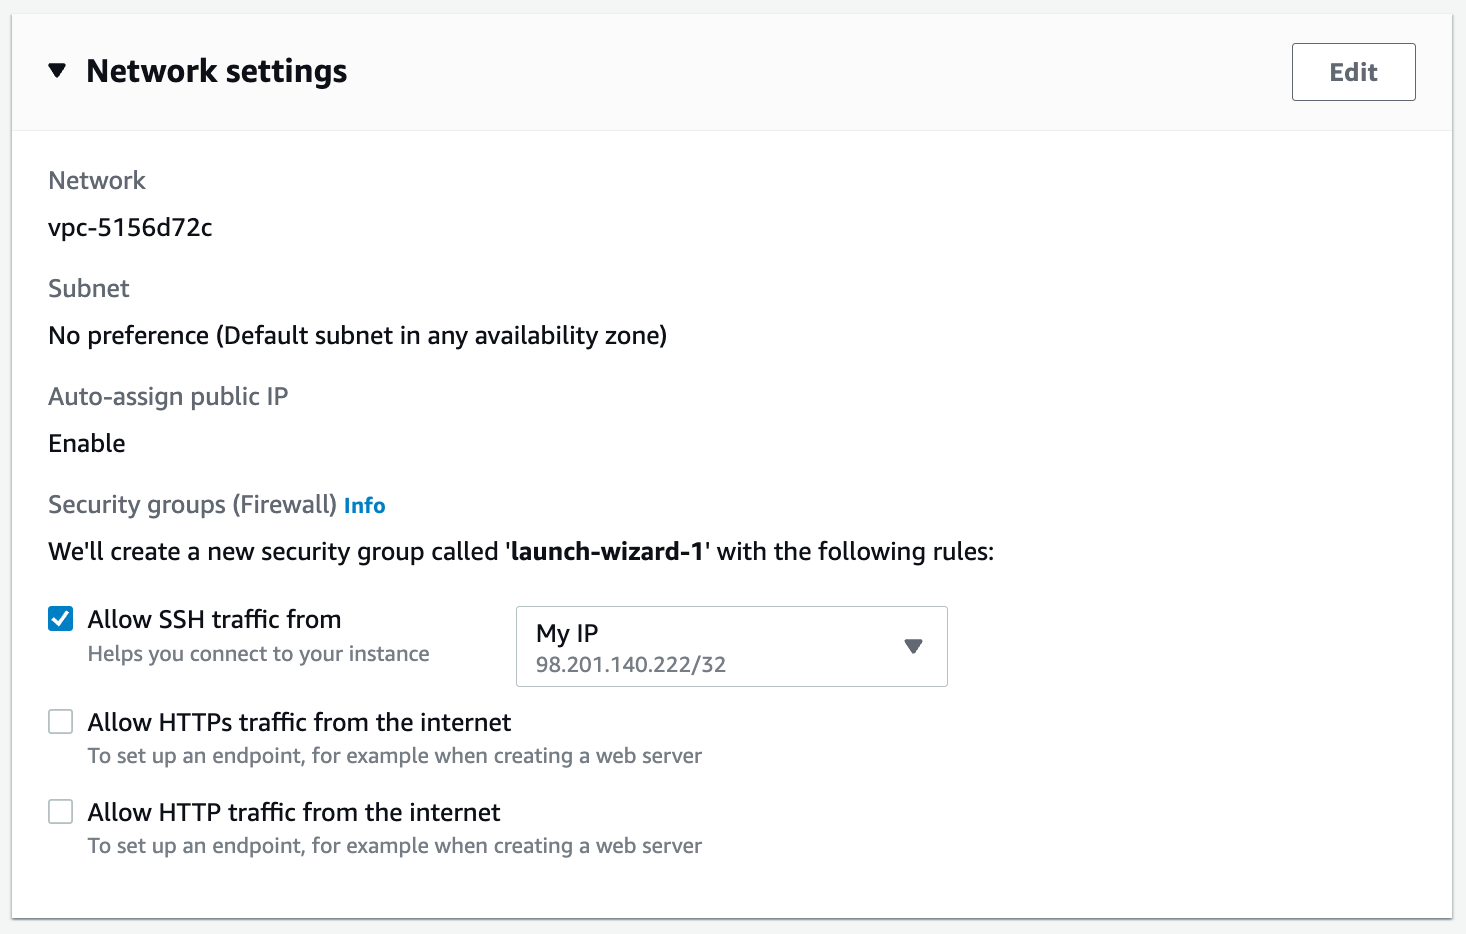 Network settings
Edit
Network
vpc-5156d72c
Subnet
No preference (Default subnet in any availability zone)
Auto-assign public IP
Enable
Security groups (Firewall) Info
We'll create a new security group called 'launch-wizard-1' with the following rules:
Allow SSH traffic from
Helps you connect to your instance
My IP
98.201.140.222/32
Allow HTTPs traffic from the internet
To set up an endpoint, for example when creating a web server
Allow HTTP traffic from the internet
To set up an endpoint, for example when creating a web server